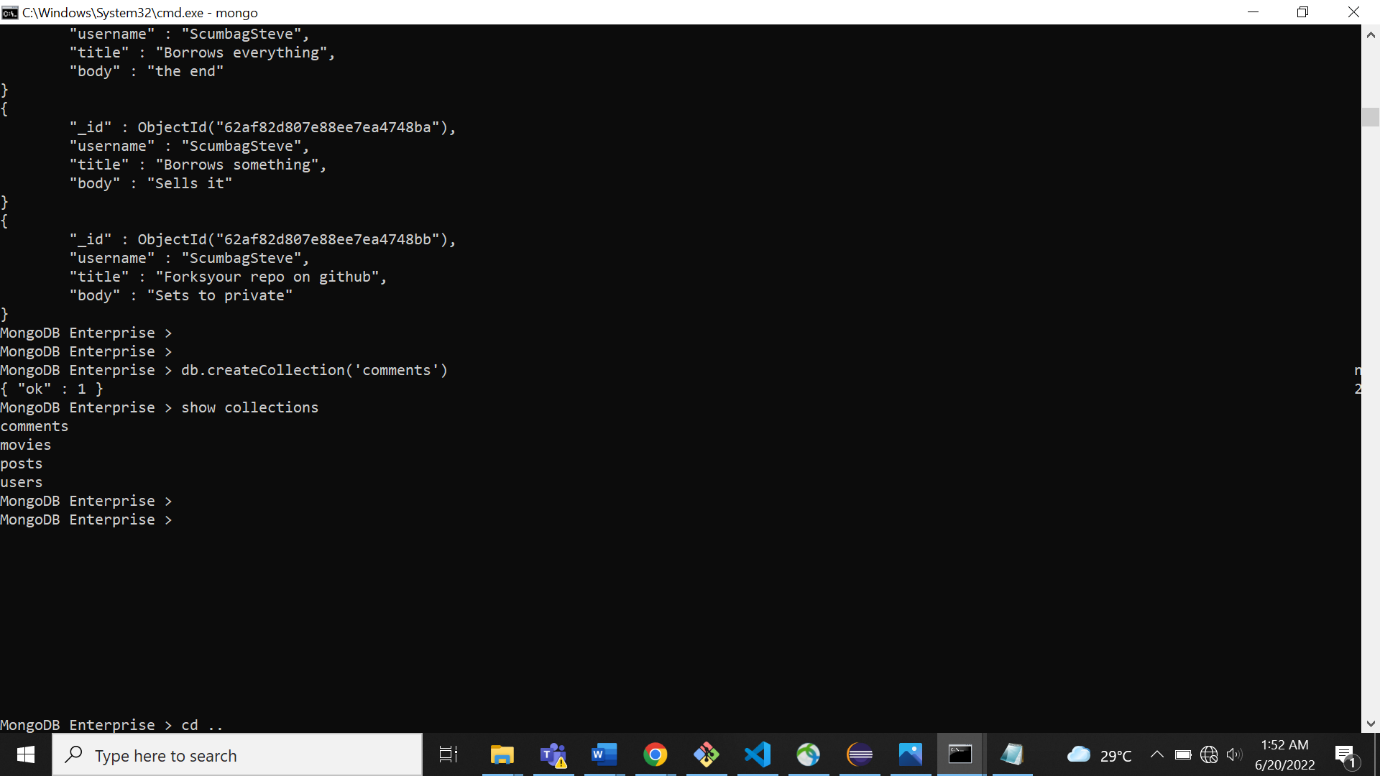 C:\Windows\System32\cmd.exe - mongo
"username" : "ScumbagSteve",
"title" : "Borrows everything",
"body" : "the end"
}
{
"_id" : ObjectId("62af82d807e88ee7ea4748ba"),
"username" : "ScumbagSteve",
"title" : "Borrows something",
"body" : "Sells it"
}
{
"_id" : ObjectId("62af82d807e88ee7ea4748bb"),
"username" : "ScumbagSteve",
"title" : "Forksyour repo on github",
"body" : "Sets to private"
}
MongoDB Enterprise >
MongoDB Enterprise >
MongoDB Enterprise > db.createCollection('comments')
{ "ok" : 1 }
MongoDB Enterprise > show collections
comments
movies
posts
users
MongoDB Enterprise >
MongoDB Enterprise >
MongoDB Enterprise > cd ..
Type here to search
29°C
1:52 AM
6/20/2022
1